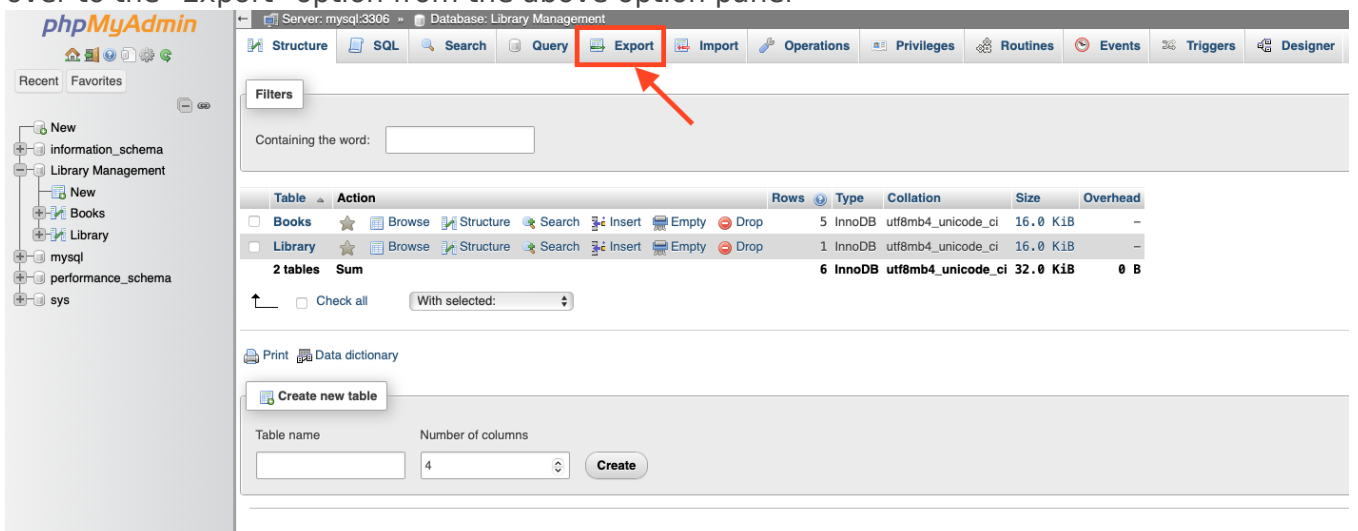 over to the "Export" option from the above option panel
phpMyAdmin
Recent Favorites
New
information_schema
Library Management
New
Books
Library
mysql
performance_schema
sys
Server: mysql:3306 » Database: Library Management
Structure SQL Search Query Export Import Operations Privileges Routines Events Triggers Designer
Filters
Containing the word:
Table Action Rows Type Collation Size Overhead
Books Browse Structure Search Insert Empty Drop 5 InnoDB utf8mb4_unicode_ci 16.0 KiB –
Library Browse Structure Search Insert Empty Drop 1 InnoDB utf8mb4_unicode_ci 16.0 KiB –
2 tables Sum 6 InnoDB utf8mb4_unicode_ci 32.0 KiB 0 B
Check all With selected:
Print Data dictionary
Create new table
Table name Number of columns
4 Create